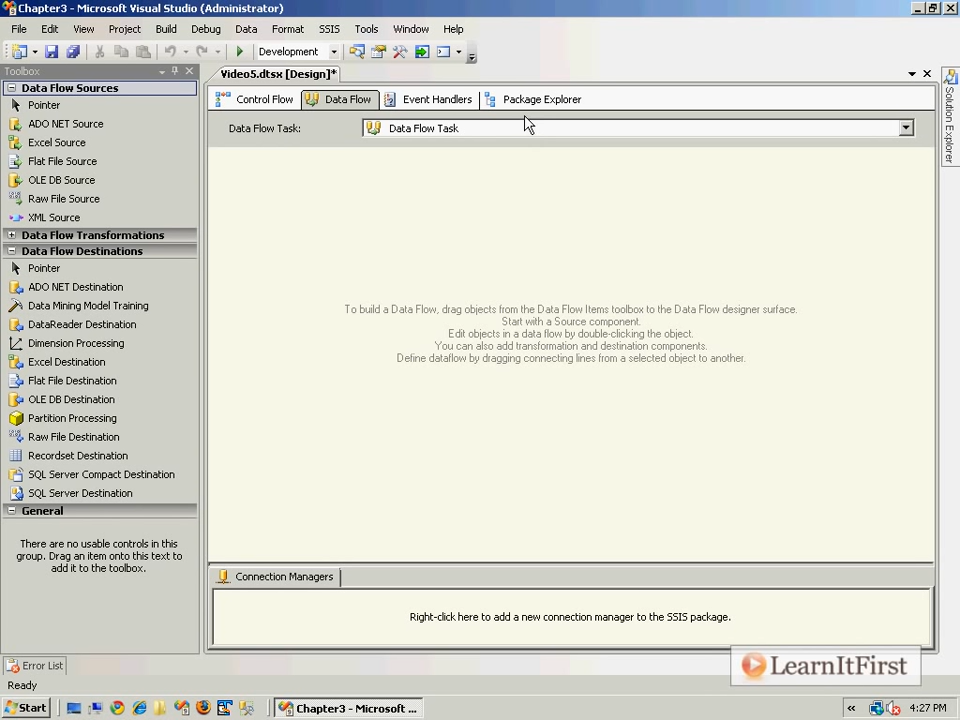 Chapter3 - Microsoft Visual Studio (Administrator)
File Edit View Project Build Debug Data Format SSIS Tools Window Help
Development
Toolbox
Video5.dtsx [Design]*
Data Flow Sources
Pointer
ADO NET Source
Excel Source
Flat File Source
OLE DB Source
Raw File Source
XML Source
Data Flow Transformations
Data Flow Destinations
Pointer
ADO NET Destination
Data Mining Model Training
DataReader Destination
Dimension Processing
Excel Destination
Flat File Destination
OLE DB Destination
Partition Processing
Raw File Destination
Recordset Destination
SQL Server Compact Destination
SQL Server Destination
General
There are no usable controls in this
group. Drag an item onto this text to
add it to the toolbox.
Control Flow Data Flow Event Handlers Package Explorer
Data Flow Task: Data Flow Task
To build a Data Flow, drag objects from the Data Flow Items toolbox to the Data Flow designer surface.
Start with a Source component.
Edit objects in a data flow by double-clicking the object.
You can also add transformation and destination components.
Define dataflow by dragging connecting lines from a selected object to another.
Solution Explorer
Connection Managers
Right-click here to add a new connection manager to the SSIS package.
LearnItFirst
Error List
Ready
Start Chapter3 - Microsoft ... « 4:27 PM